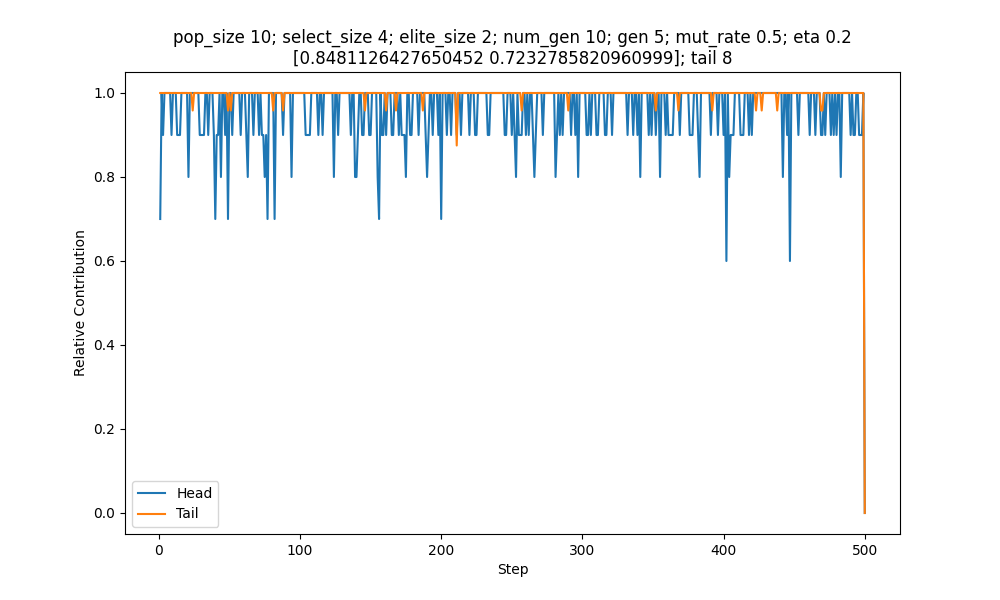 pop_size 10; select_size 4; elite_size 2; num_gen 10; gen 5; mut_rate 0.5; eta 0.2
[0.8481126427650452 0.7232785820960999]; tail 8
Relative Contribution
1.0
0.8
0.6
0.4
0.2
0.0
Head
Tail
0
100
200
300
400
500
Step